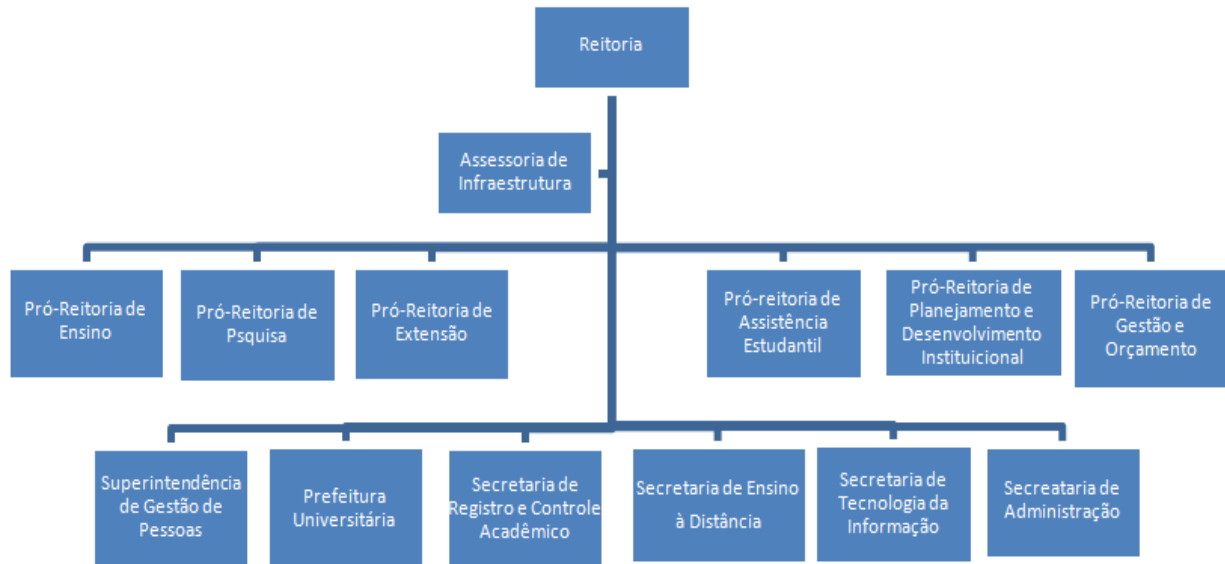 Reitoria
Assessoria de
Infraestrutura
Pró-Reitoria de
Ensino
Pró-Reitoria de
Psquisa
Pró-Reitoria de
Extensão
Pró-reitoria de
Assistência
Estudantil
Pró-Reitoria de
Planejamento e
Desenvolvimento
Instituicional
Pró-Reitoria de
Gestão e
Orçamento
Superintendência
de Gestão de
Pessoas
Prefeitura
Universitária
Secretaria de
Registro e Controle
Acadêmico
Secretaria de Ensino
à Distância
Secretaria de
Tecnologia da
Informação
Secreataria de
Administração